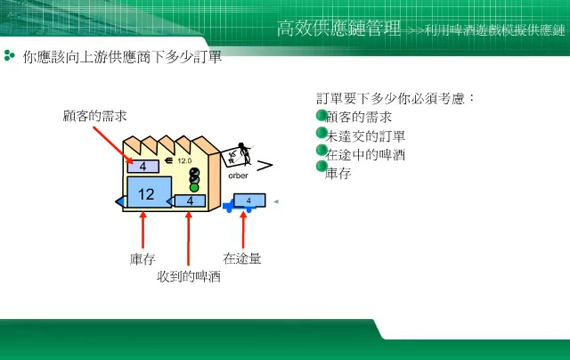 高效供應鏈管理 >>利用啤酒遊戲模擬供應鏈
你應該向上游供應商下多少訂單
訂單要下多少你必須考慮：
顧客的需求
未達交的訂單
在途中的啤酒
庫存
顧客的需求
12.0
4
orber
12
4
4
庫存
在途量
收到的啤酒